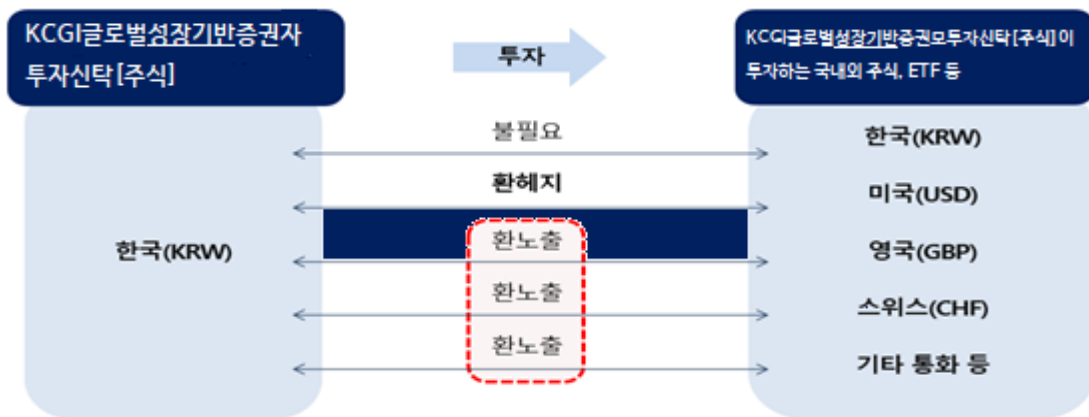 KCGI글로벌성장기반증권자
투자신탁[주식]
투자
KCGI글로벌성장기반증권모투자신탁[주식]이
투자하는 국내외 주식, ETF 등
불필요
한국(KRW)
환헤지
미국(USD)
한국(KRW)
환노출
영국(GBP)
환노출
스위스(CHF)
환노출
기타 통화 등